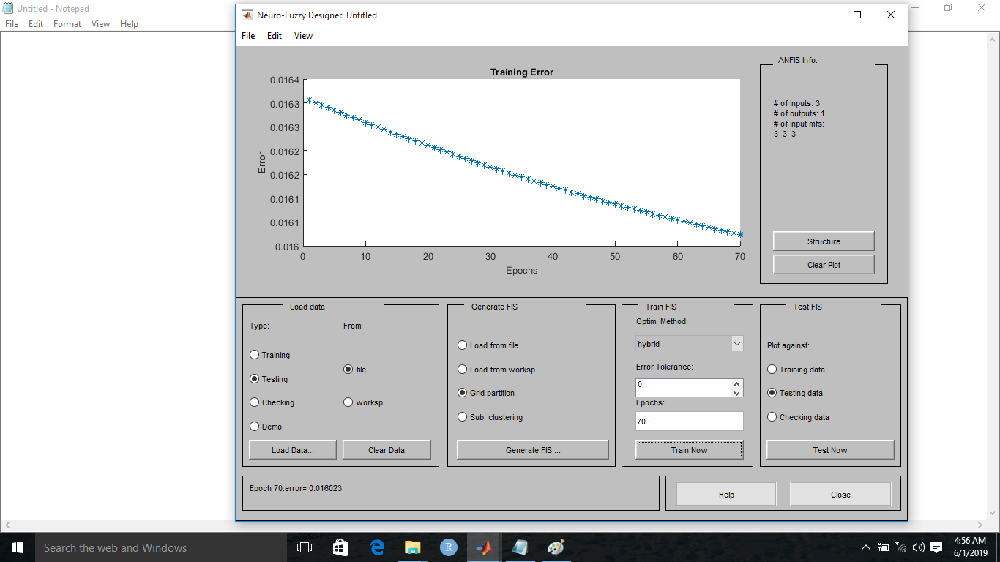 Untitled - Notepad
File Edit Format View Help
Neuro-Fuzzy Designer: Untitled
File Edit View
Training Error
0.0164
0.0163
0.0163
0.0162
0.0162
0.0161
0.0161
0.016
Error
0 10 20 30 40 50 60 70
Epochs
ANFIS Info.
# of inputs: 3
# of outputs: 1
# of input mfs:
3 3 3
Structure
Clear Plot
Load data
Type: From:
Training
file
Testing
Checking
worksp.
Demo
Load Data... Clear Data
Generate FIS
Load from file
Load from worksp.
Grid partition
Sub. clustering
Generate FIS ...
Train FIS
Optim. Method:
hybrid
Error Tolerance:
0
Epochs:
70
Train Now
Test FIS
Plot against:
Training data
Testing data
Checking data
Test Now
Epoch 70:error= 0.016023
Help Close
Search the web and Windows
R
4:56 AM
6/1/2019